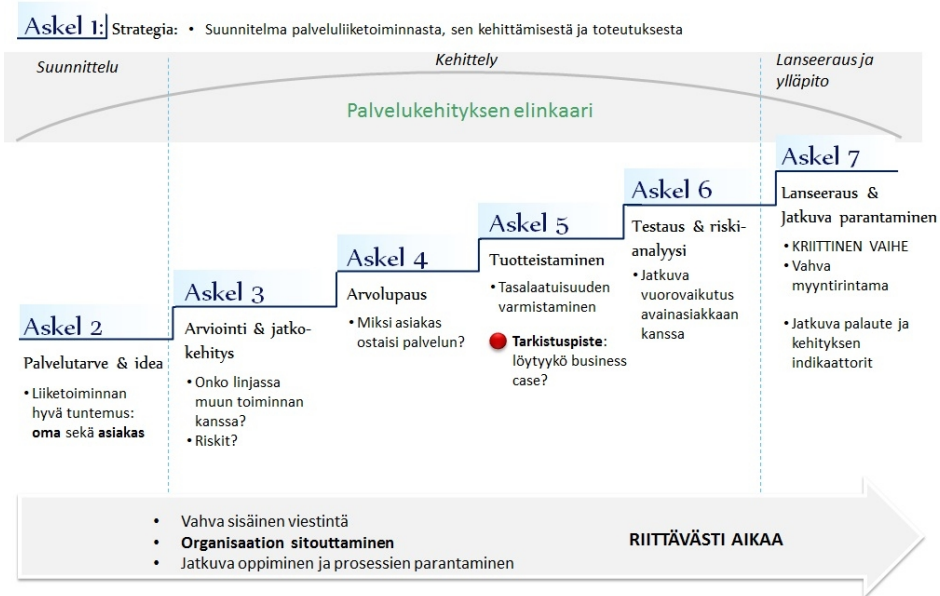 Askel 1: Strategia: • Suunnitelma palveluliiketoiminnasta, sen kehittämisestä ja toteutuksesta
Suunnittelu
Kehittely
Lanseeraus ja
ylläpito
Palvelukehityksen elinkaari
Askel 2
Palvelutarve & idea
• Liiketoiminnan
hyvä tuntemus:
oma sekä asiakas
Askel 3
Arviointi & jatko-
kehitys
• Onko linjassa
muun toiminnan
kanssa?
• Riskit?
Askel 4
Arvolupaus
• Miksi asiakas
ostaisi palvelun?
Askel 5
Tuotteistaminen
• Tasalaatuisuuden
varmistaminen
Tarkistuspiste:
löytyykö business
case?
Askel 6
Testaus & riski-
analyysi
• Jatkuva
vuorovaikutus
avainasiakkaan
kanssa
Askel 7
Lanseeraus &
Jatkuva parantaminen
• KRIITTINEN VAIHE
• Vahva
myyntirintama
• Jatkuva palaute ja
kehityksen
indikaattorit
• Vahva sisäinen viestintä
• Organisaation sitouttaminen
• Jatkuva oppiminen ja prosessien parantaminen
RIITTÄVÄSTI AIKAA